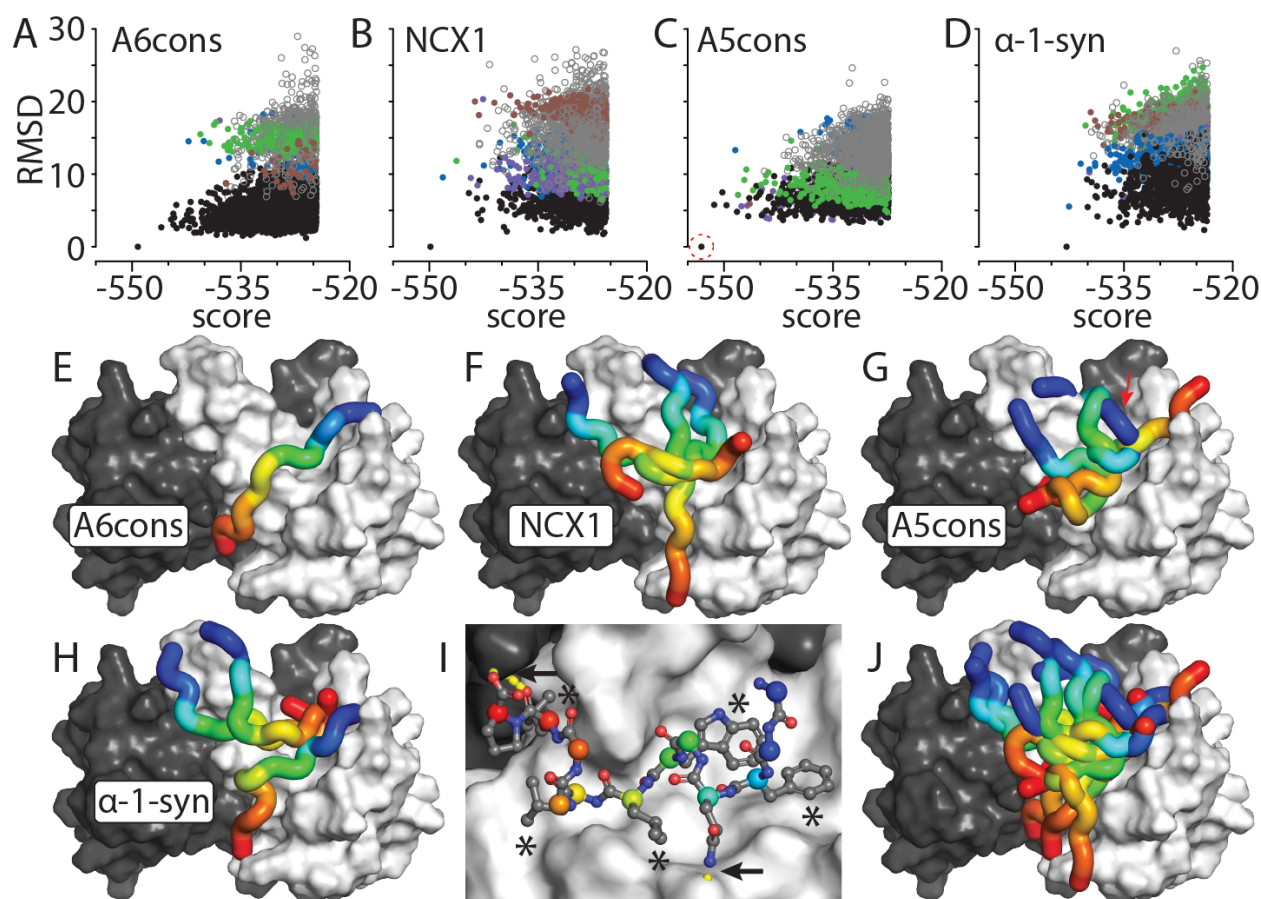 A A6cons
B NCX1
C A5cons
D α-1-syn
RMSD
30
20
10
0
-550 -535 -520
-550 -535 -520
-550 -535 -520
-550 -535 -520
score score score score
E A6cons
F NCX1
G A5cons
H α-1-syn
I * * * * *
J